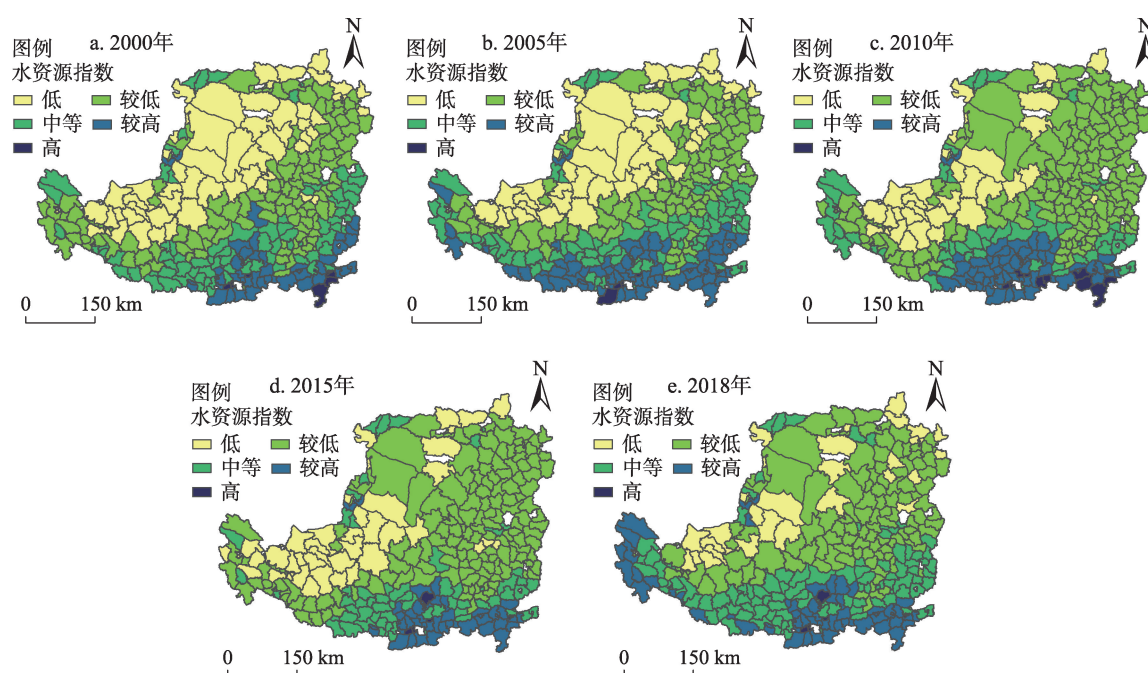 图例 a. 2000年 N
水资源指数
低 较低
中等 较高
高
0 150 km
图例 b. 2005年 N
水资源指数
低 较低
中等 较高
高
0 150 km
图例 c. 2010年 N
水资源指数
低 较低
中等 较高
高
0 150 km
图例 d. 2015年 N
水资源指数
低 较低
中等 较高
高
0 150 km
图例 e. 2018年 N
水资源指数
低 较低
中等 较高
高
0 150 km